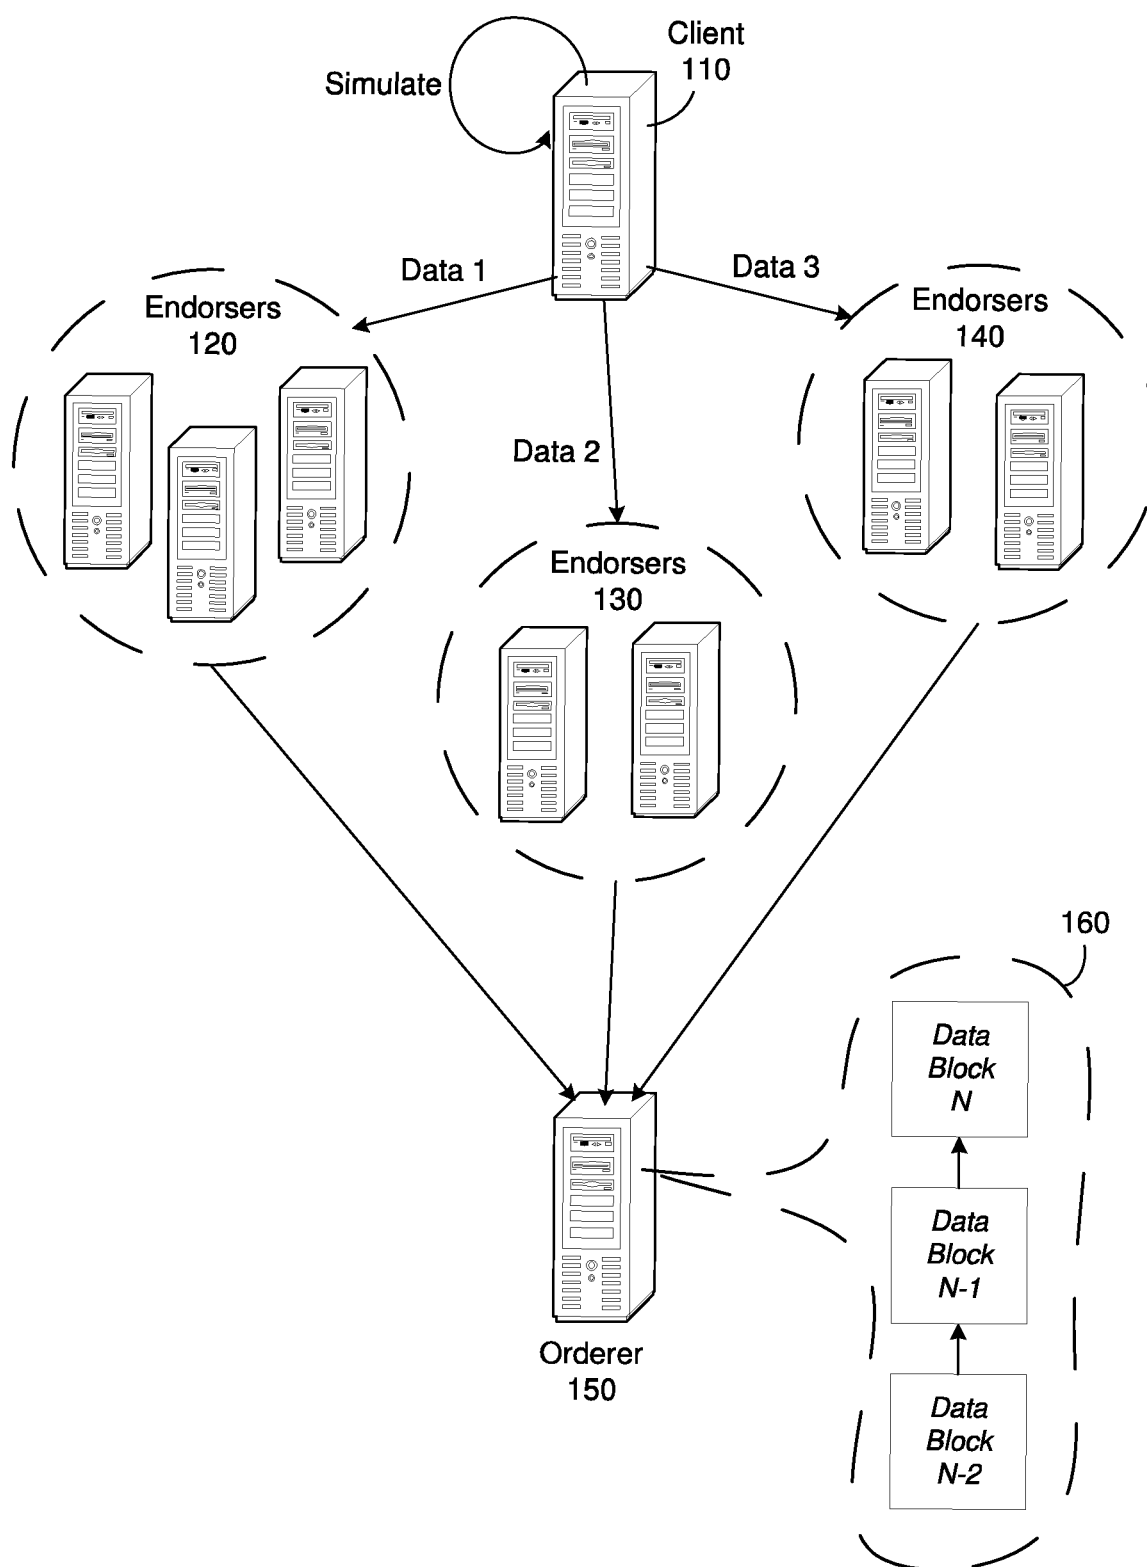 Client
110
Simulate
Data 1
Data 3
Endorsers
120
Endorsers
140
Data 2
Endorsers
130
160
Data
Block
N
Data
Block
N-1
Orderer
150
Data
Block
N-2